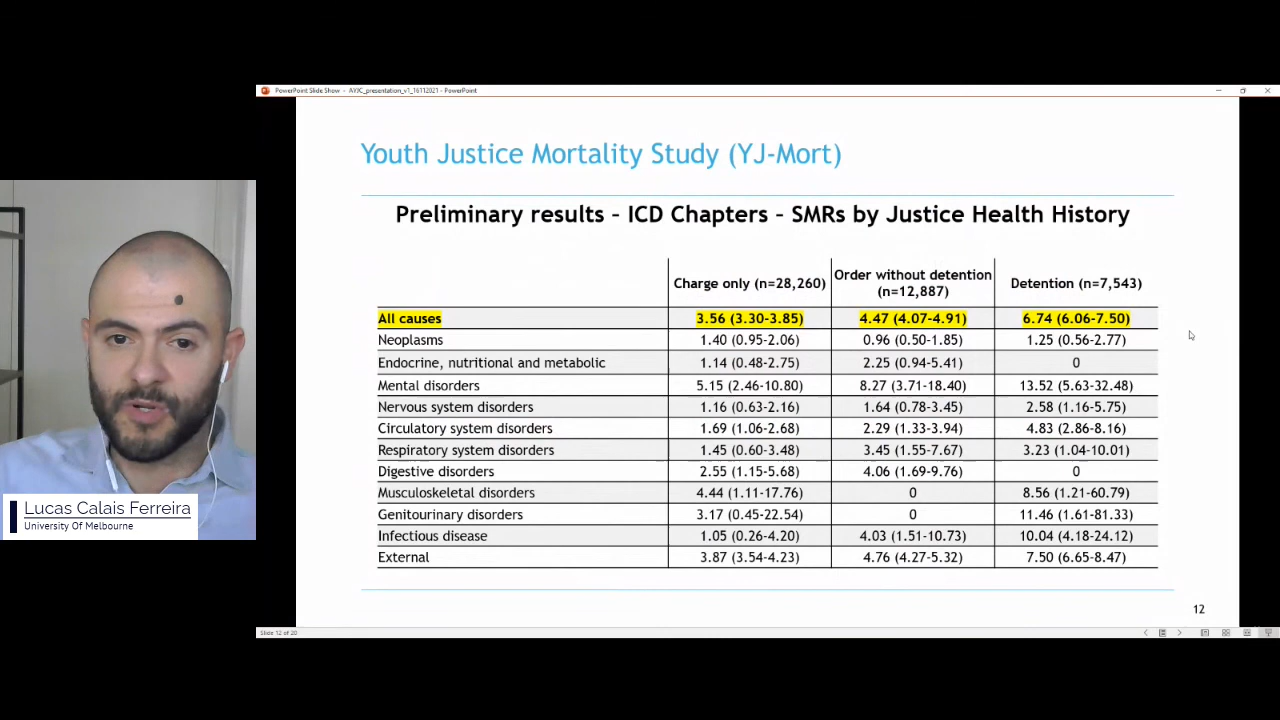 PowerPoint Slide Show - AYJC_presentation_v1_16112021 - PowerPoint
Youth Justice Mortality Study (YJ-Mort)
Preliminary results – ICD Chapters – SMRs by Justice Health History
Charge only (n=28,260) Order without detention (n=12,887) Detention (n=7,543)
All causes 3.56 (3.30-3.85) 4.47 (4.07-4.91) 6.74 (6.06-7.50)
Neoplasms 1.40 (0.95-2.06) 0.96 (0.50-1.85) 1.25 (0.56-2.77)
Endocrine, nutritional and metabolic 1.14 (0.48-2.75) 2.25 (0.94-5.41) 0
Mental disorders 5.15 (2.46-10.80) 8.27 (3.71-18.40) 13.52 (5.63-32.48)
Nervous system disorders 1.16 (0.63-2.16) 1.64 (0.78-3.45) 2.58 (1.16-5.75)
Circulatory system disorders 1.69 (1.06-2.68) 2.29 (1.33-3.94) 4.83 (2.86-8.16)
Respiratory system disorders 1.45 (0.60-3.48) 3.45 (1.55-7.67) 3.23 (1.04-10.01)
Digestive disorders 2.55 (1.15-5.68) 4.06 (1.69-9.76) 0
Musculoskeletal disorders 4.44 (1.11-17.76) 0 8.56 (1.21-60.79)
Genitourinary disorders 3.17 (0.45-22.54) 0 11.46 (1.61-81.33)
Infectious disease 1.05 (0.26-4.20) 4.03 (1.51-10.73) 10.04 (4.18-24.12)
External 3.87 (3.54-4.23) 4.76 (4.27-5.32) 7.50 (6.65-8.47)
12
Slide 12 of 20
Lucas Calais Ferreira
University Of Melbourne